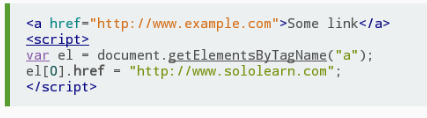 <a href="http://www.example.com">Some link</a>
<script>
var el = document.getElementsByTagName("a");
el[0].href = "http://www.sololearn.com";
</script>